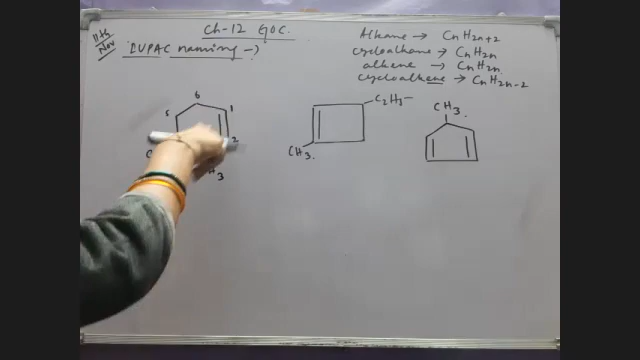 11th
Nov
Ch-12 GOC.
IUPAC naming →
Alkane → CnH2n+2
cycloalkane → CnH2n
alkene → CnH2n
cycloalkene → CnH2n-2
6
5
1
2
C
H3
C2H5
CH3.
CH3.